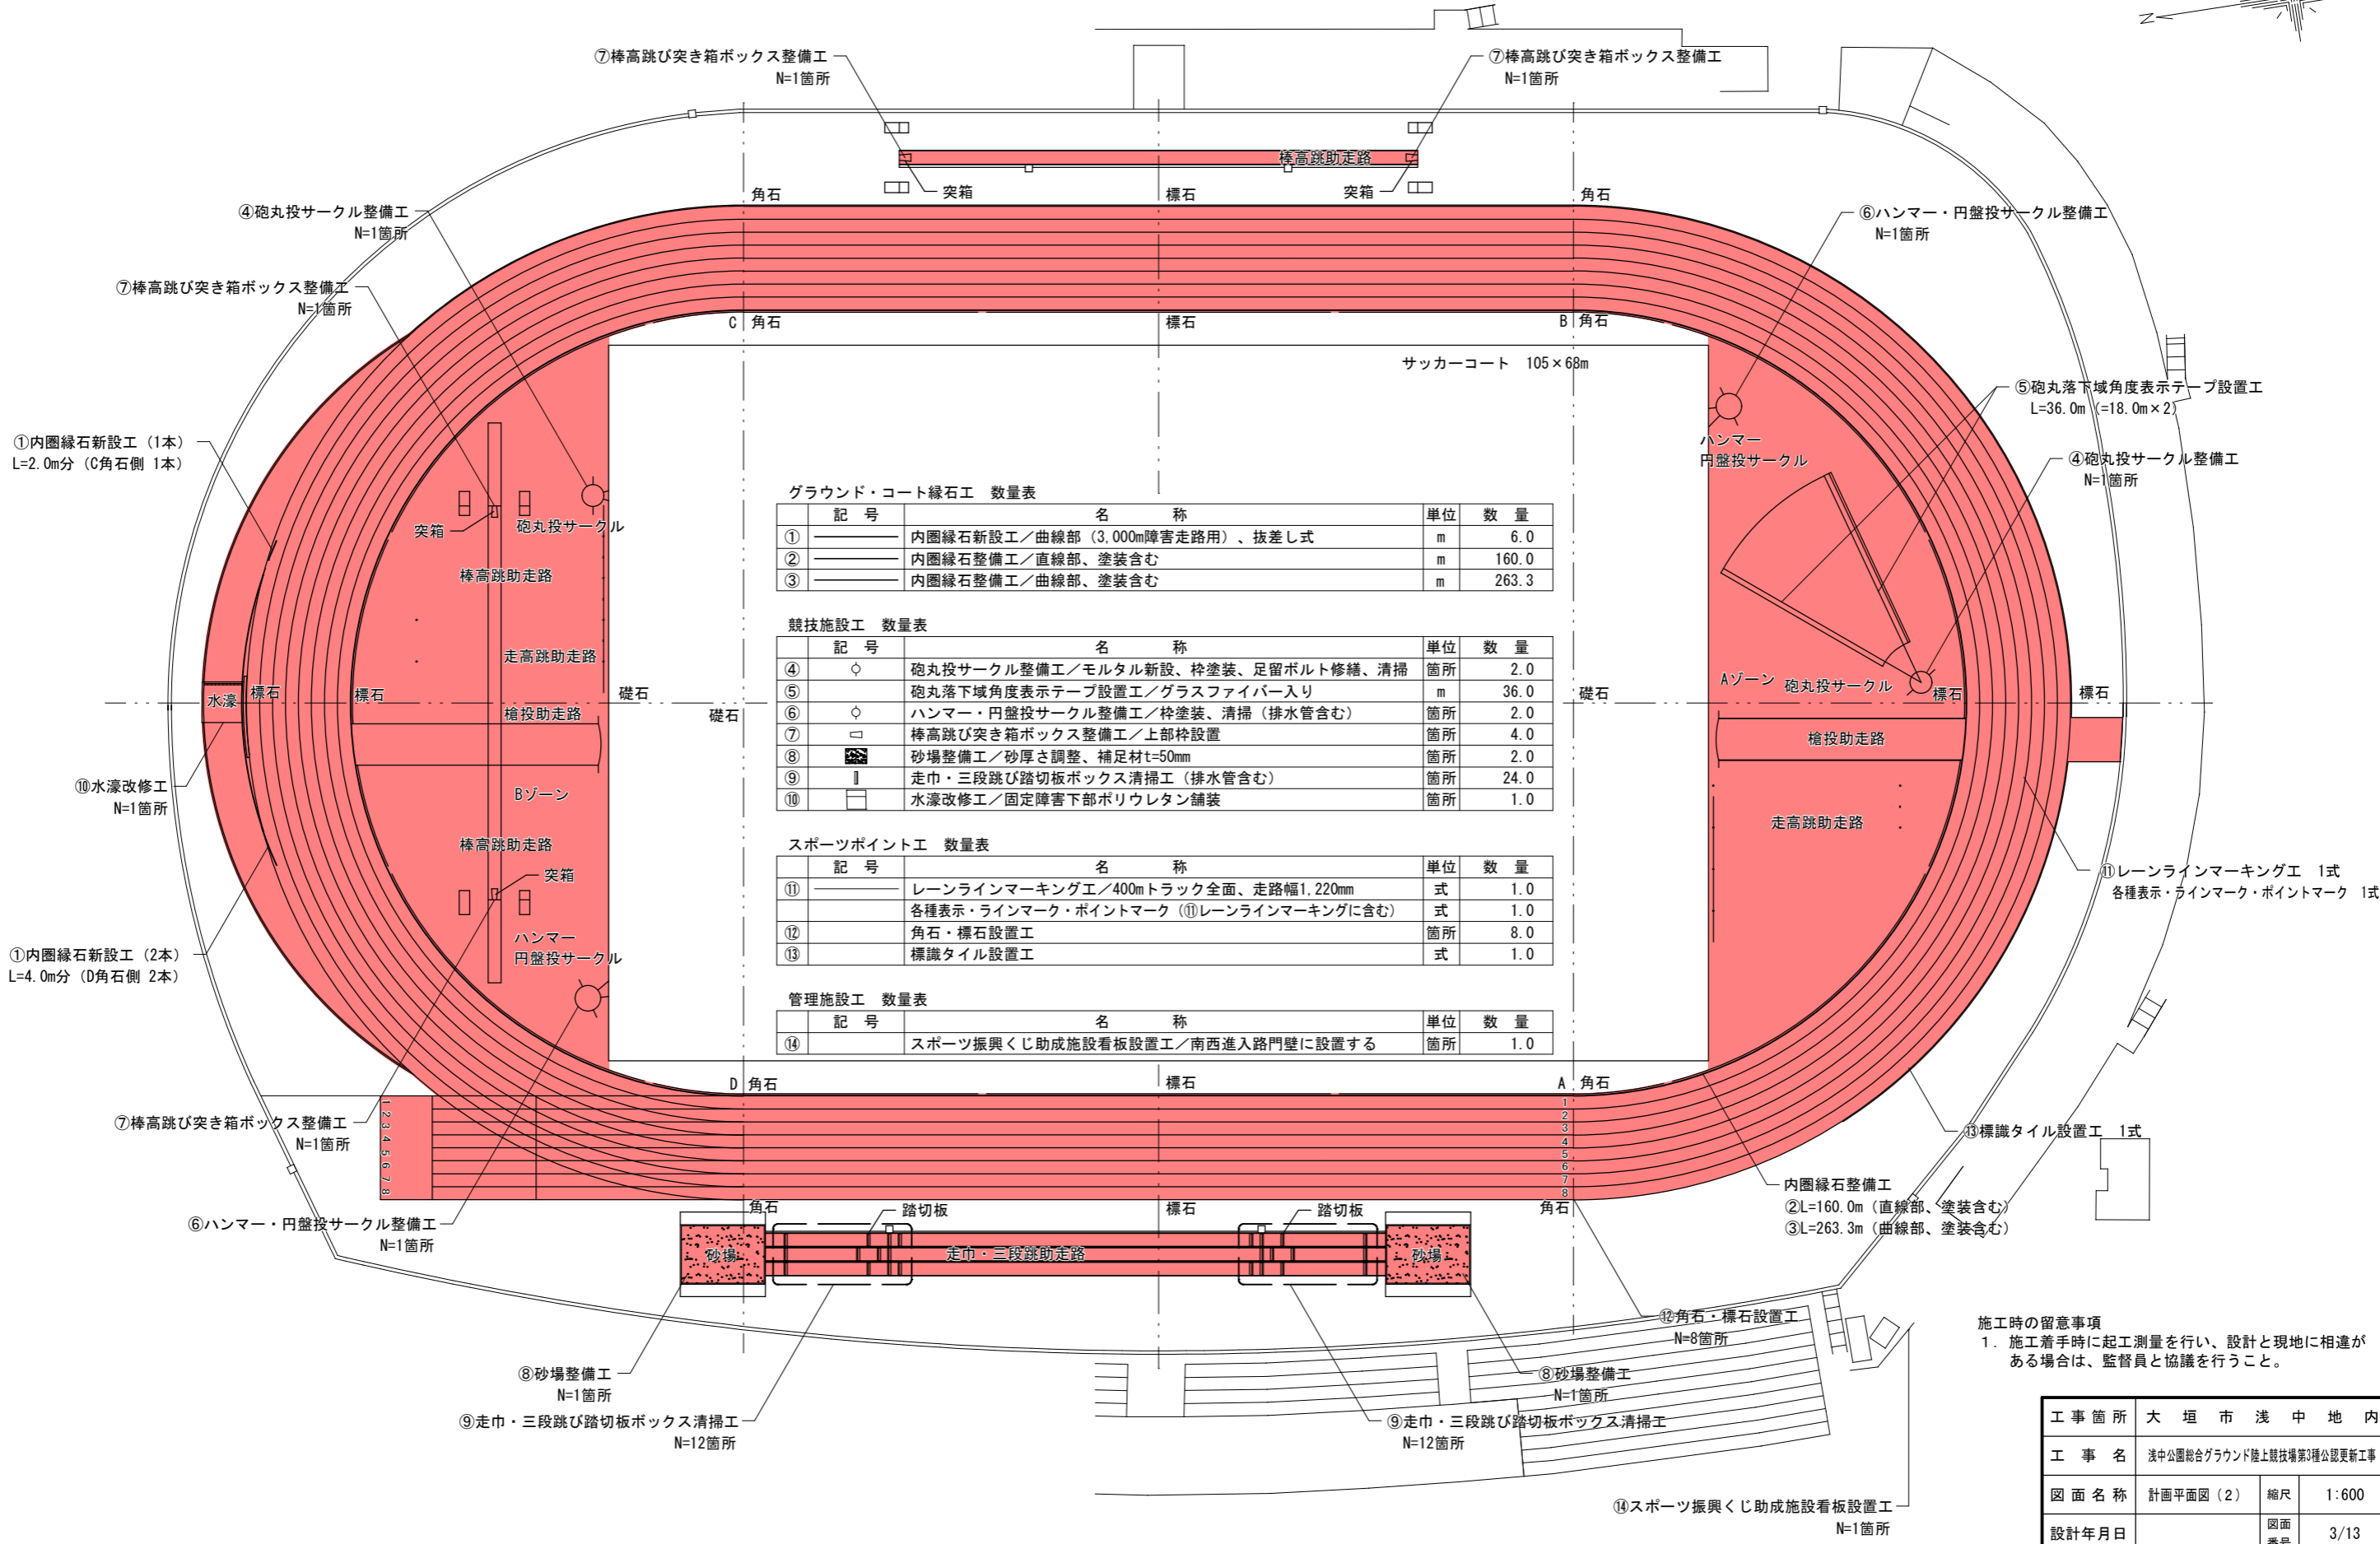 Z
⑦棒高跳び突き箱ボックス整備工
N=1箇所
⑦棒高跳び突き箱ボックス整備工
N=1箇所
棒高跳助走路
突箱
突箱
角石
標石
角石
④砲丸投サークル整備工
N=1箇所
⑥ハンマー・円盤投サークル整備工
N=1箇所
⑦棒高跳び突き箱ボックス整備工
N=1箇所
C 角石
標石
B 角石
サッカーコート 105×68m
⑤砲丸落下域角度表示テープ設置工
L=36.0m (=18.0m×2)
①内圏縁石新設工（1本）
L=2.0m分（C角石側 1本）
ハンマー
円盤投サークル
④砲丸投サークル整備工
N=1箇所
突箱
砲丸投サークル
棒高跳助走路
走高跳助走路
グラウンド・コート縁石工 数量表
記 号 名 称 単位 数 量
① 内圏縁石新設工／曲線部（3,000m障害走路用）、抜差し式 m 6.0
② 内圏縁石整備工／直線部、塗装含む m 160.0
③ 内圏縁石整備工／曲線部、塗装含む m 263.3
競技施設工 数量表
記 号 名 称 単位 数 量
④ 砲丸投サークル整備工／モルタル新設、枠塗装、足留ボルト修繕、清掃 箇所 2.0
⑤ 砲丸落下域角度表示テープ設置工／グラスファイバー入り m 36.0
⑥ ハンマー・円盤投サークル整備工／枠塗装、清掃（排水管含む） 箇所 2.0
⑦ 棒高跳び突き箱ボックス整備工／上部枠設置 箇所 4.0
⑧ 砂場整備工／砂厚さ調整、補足材t=50mm 箇所 2.0
⑨ 走巾・三段跳び踏切板ボックス清掃工（排水管含む） 箇所 24.0
⑩ 水濠改修工／固定障害下部ポリウレタン舗装 箇所 1.0
スポーツポイント工 数量表
記 号 名 称 単位 数 量
⑪ レーンラインマーキング工／400mトラック全面、走路幅1,220mm 式 1.0
各種表示・ラインマーク・ポイントマーク（⑪レーンラインマーキングに含む） 式 1.0
⑫ 角石・標石設置工 箇所 8.0
⑬ 標識タイル設置工 式 1.0
管理施設工 数量表
記 号 名 称 単位 数 量
⑭ スポーツ振興くじ助成施設看板設置工／南西進入路門壁に設置する 箇所 1.0
水濠
標石
標石
礎石
礎石
礎石
Aゾーン
砲丸投サークル
標石
標石
槍投助走路
槍投助走路
⑩水濠改修工
N=1箇所
Bゾーン
走高跳助走路
棒高跳助走路
突箱
⑪レーンラインマーキング工 1式
各種表示・ラインマーク・ポイントマーク 1式
①内圏縁石新設工（2本）
L=4.0m分（D角石側 2本）
ハンマー
円盤投サークル
D 角石
標石
A 角石
1
2
3
4
5
6
7
8
1
2
3
4
5
6
7
8
⑦棒高跳び突き箱ボックス整備工
N=1箇所
⑬標識タイル設置工 1式
内圏縁石整備工
②L=160.0m（直線部、塗装含む）
③L=263.3m（曲線部、塗装含む）
⑥ハンマー・円盤投サークル整備工
N=1箇所
角石
踏切板
標石
踏切板
角石
砂場
走巾・三段跳助走路
砂場
⑫角石・標石設置工
N=8箇所
⑧砂場整備工
N=1箇所
⑧砂場整備工
N=1箇所
⑨走巾・三段跳び踏切板ボックス清掃工
N=12箇所
⑨走巾・三段跳び踏切板ボックス清掃工
N=12箇所
⑭スポーツ振興くじ助成施設看板設置工
N=1箇所
施工時の留意事項
1．施工着手時に起工測量を行い、設計と現地に相違が
ある場合は、監督員と協議を行うこと。
工事箇所 大垣市浅中地内
工事名 浅中公園総合グラウンド陸上競技場第3種公認更新工事
図面名称 計画平面図（2） 縮尺 1:600
設計年月日 図面番号 3/13